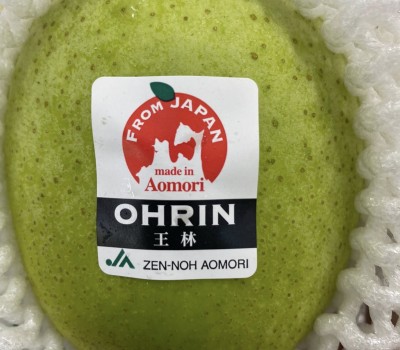 FROM JAPAN
made in
Aomori
OHRIN
王林
JA ZEN-NOH AOMORI